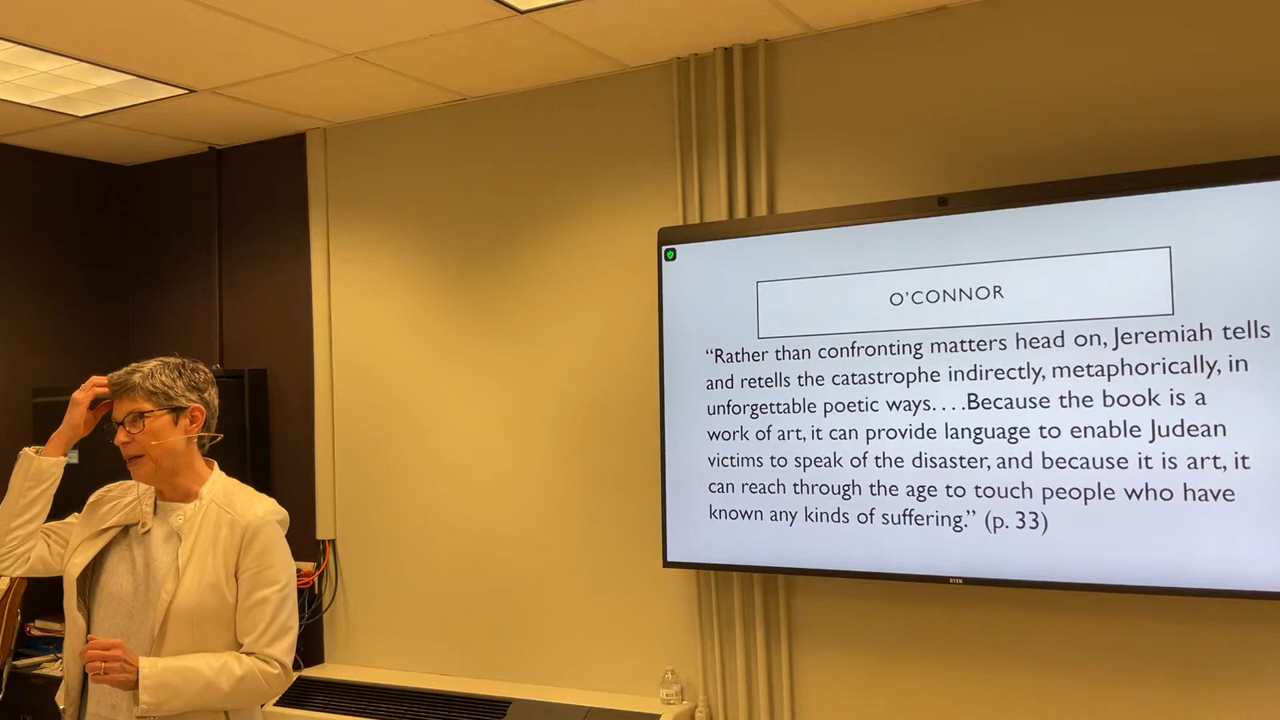 O'CONNOR
“Rather than confronting matters head on, Jeremiah tells
and retells the catastrophe indirectly, metaphorically, in
unforgettable poetic ways. . . .Because the book is a
work of art, it can provide language to enable Judean
victims to speak of the disaster, and because it is art, it
can reach through the age to touch people who have
known any kinds of suffering.” (p. 33)